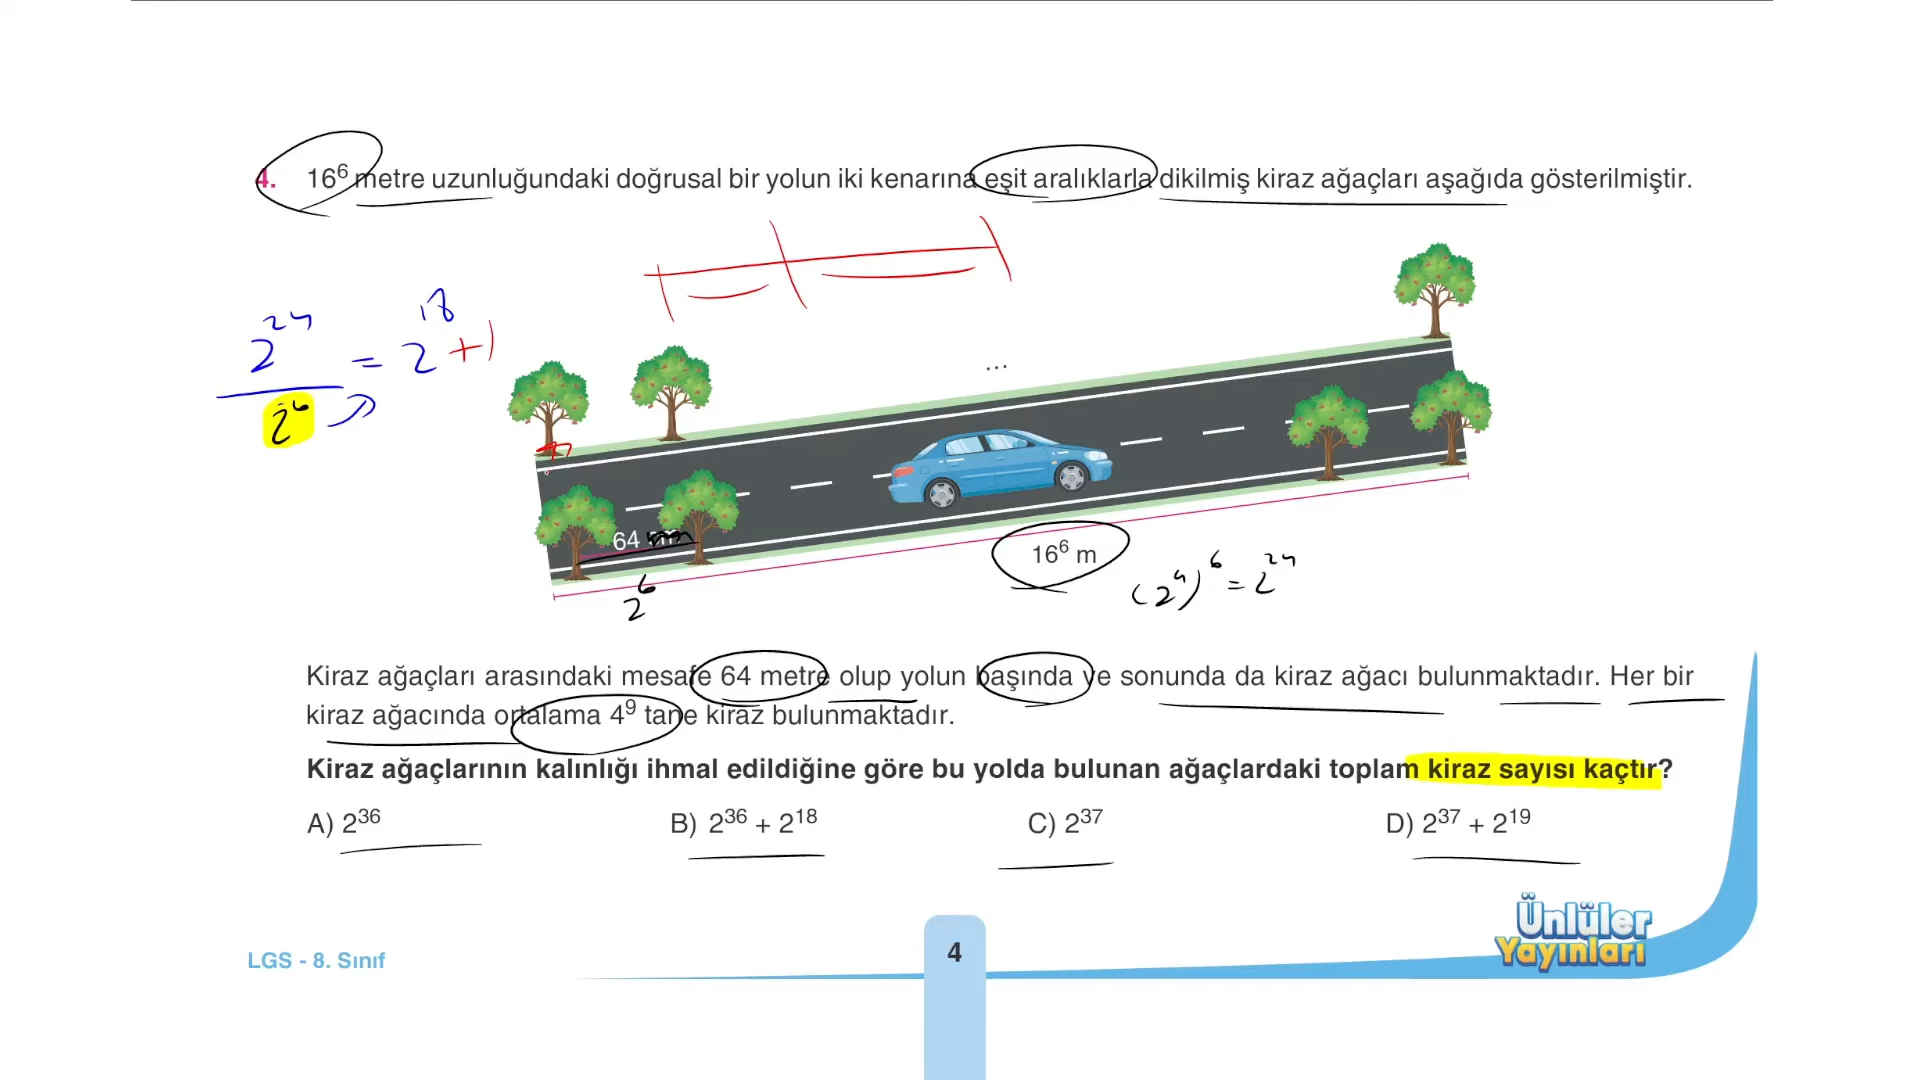 4. 16⁶ metre uzunluğundaki doğrusal bir yolun iki kenarına eşit aralıklarla dikilmiş kiraz ağaçları aşağıda gösterilmiştir.
2²⁴ / 2⁶ = 2¹⁸ +1
...
64 m
2⁶
16⁶ m
(2⁴)⁶ = 2²⁴
Kiraz ağaçları arasındaki mesafe 64 metre olup yolun başında ve sonunda da kiraz ağacı bulunmaktadır. Her bir
kiraz ağacında ortalama 4⁹ tane kiraz bulunmaktadır.
Kiraz ağaçlarının kalınlığı ihmal edildiğine göre bu yolda bulunan ağaçlardaki toplam kiraz sayısı kaçtır?
A) 2³⁶ B) 2³⁶ + 2¹⁸ C) 2³⁷ D) 2³⁷ + 2¹⁹
Ünlüler
Yayınları
LGS - 8. Sınıf
4